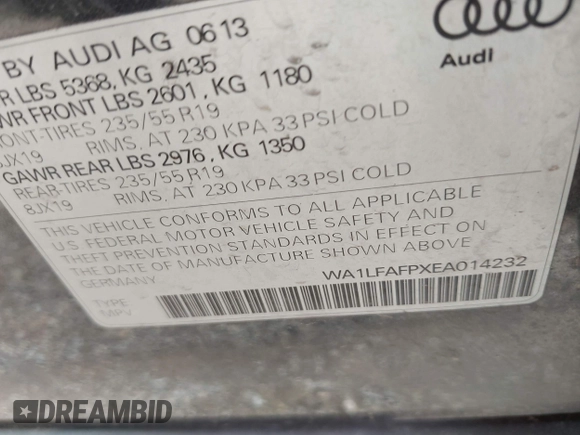 BY AUDI AG 0613
Audi
R LBS 5368, KG 2435
WR FRONT LBS 2601, KG 1180
ONT-TIRES 235/55 R19
8JX19 RIMS, AT 230 KPA 33 PSI COLD
GAWR REAR LBS 2976, KG 1350
REAR-TIRES 235/55 R19
8JX19 RIMS, AT 230 KPA 33 PSI COLD
THIS VEHICLE CONFORMS TO ALL APPLICABLE
U.S. FEDERAL MOTOR VEHICLE SAFETY AND
THEFT PREVENTION STANDARDS IN EFFECT ON
THE DATE OF MANUFACTURE SHOWN ABOVE
GERMANY
WA1LFAFPXEA014232
TYPE:
MPV
DREAMBID